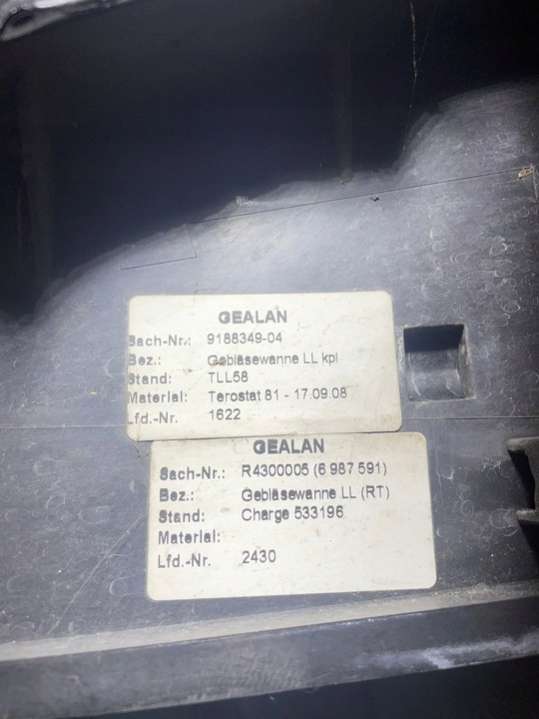 GEALAN
Sach-Nr.: 9188349-04
Bez.: Gebläsewanne LL kpl
Stand: TLL58
Material: Terostat 81 - 17.09.08
Lfd.-Nr. 1622
GEALAN
Sach-Nr.: R4300005 (6 987 591)
Bez.: Gebläsewanne LL (RT)
Stand: Charge 533196
Material:
Lfd.-Nr. 2430